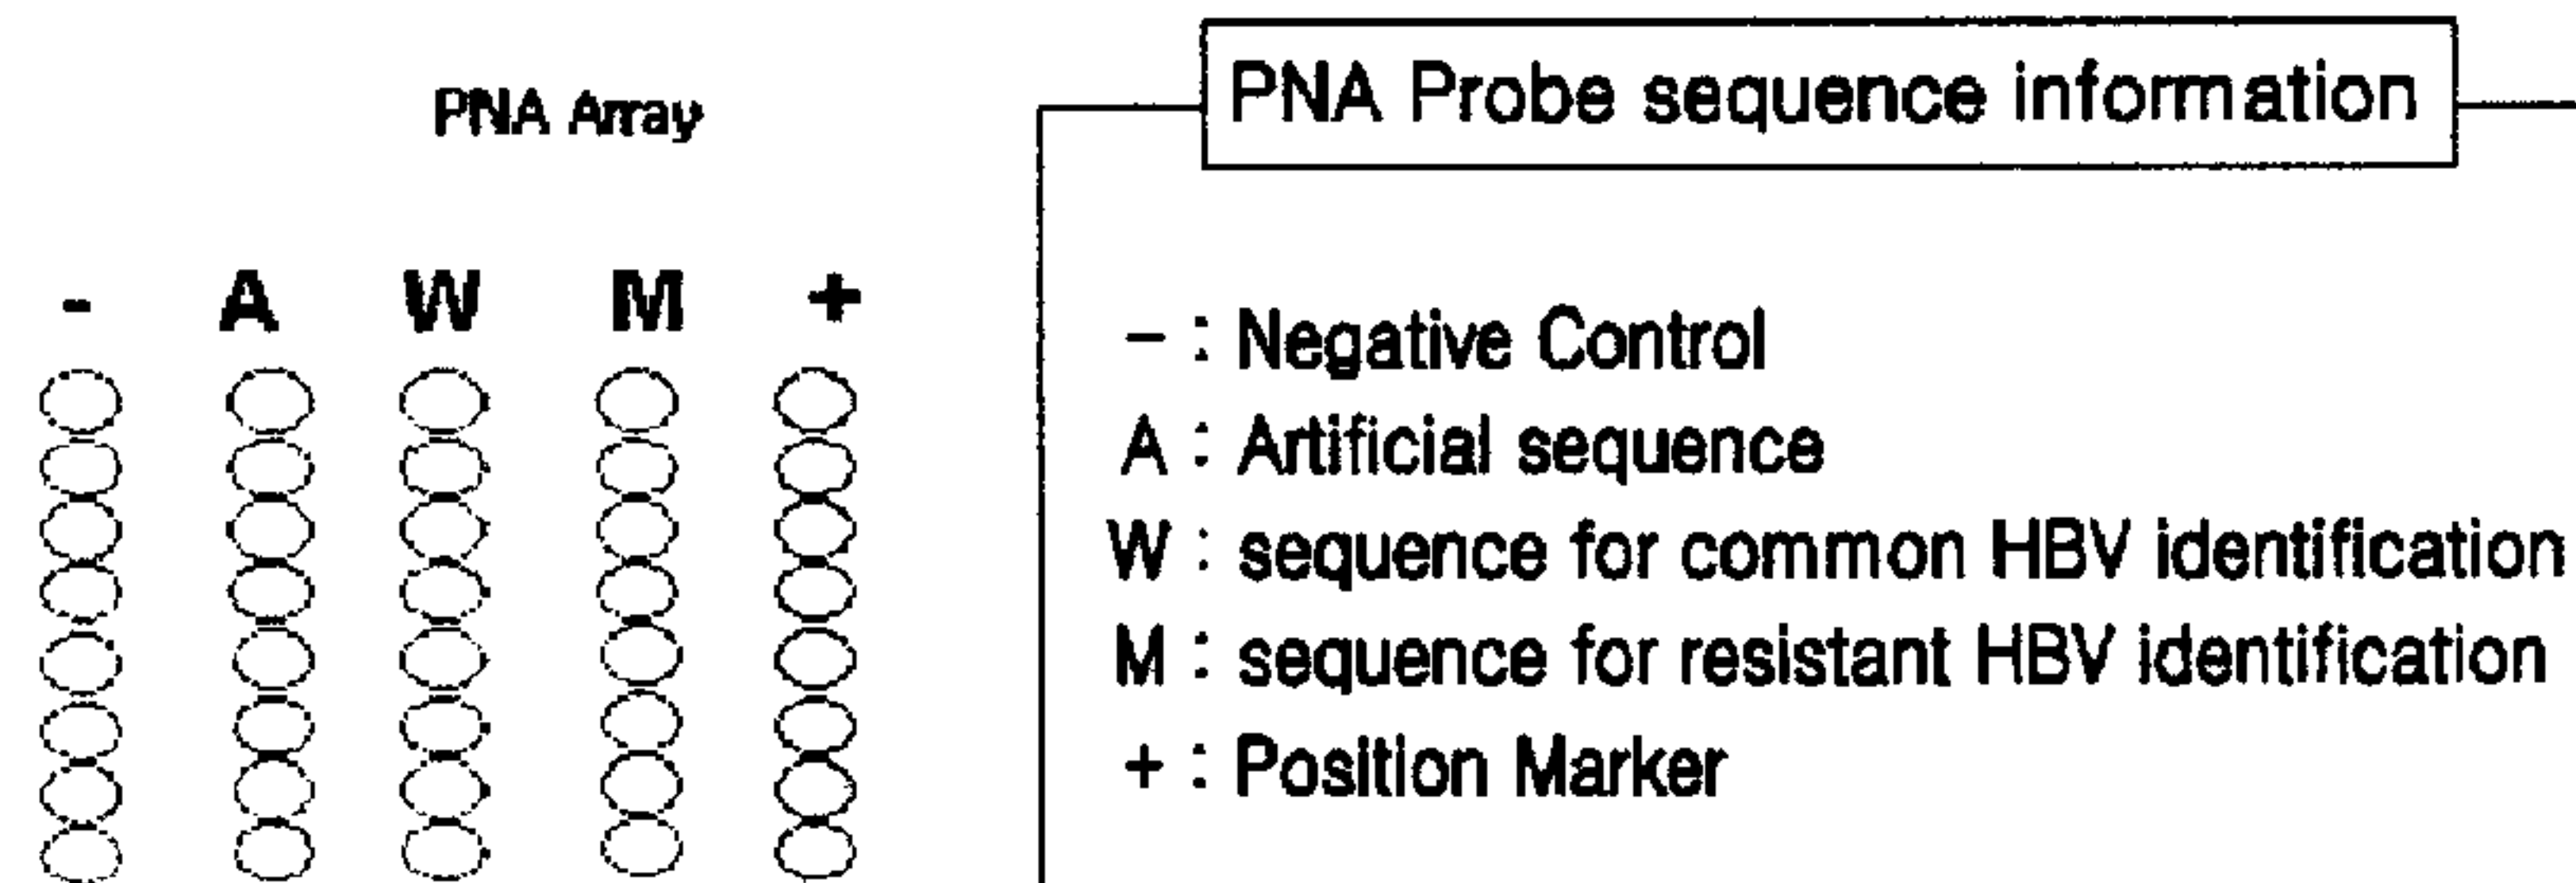 PNA Array
- A W M +
PNA Probe sequence information
- : Negative Control
A : Artificial sequence
W : sequence for common HBV identification
M : sequence for resistant HBV identification
+ : Position Marker